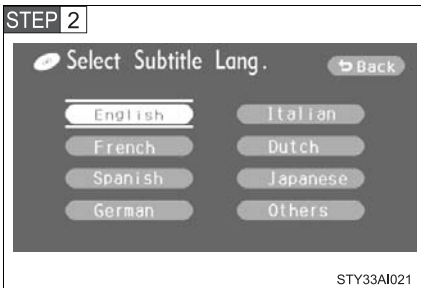 STEP 2
Select Subtitle Lang.
Back
English Italian
French Dutch
Spanish Japanese
German Others
STY33AI021